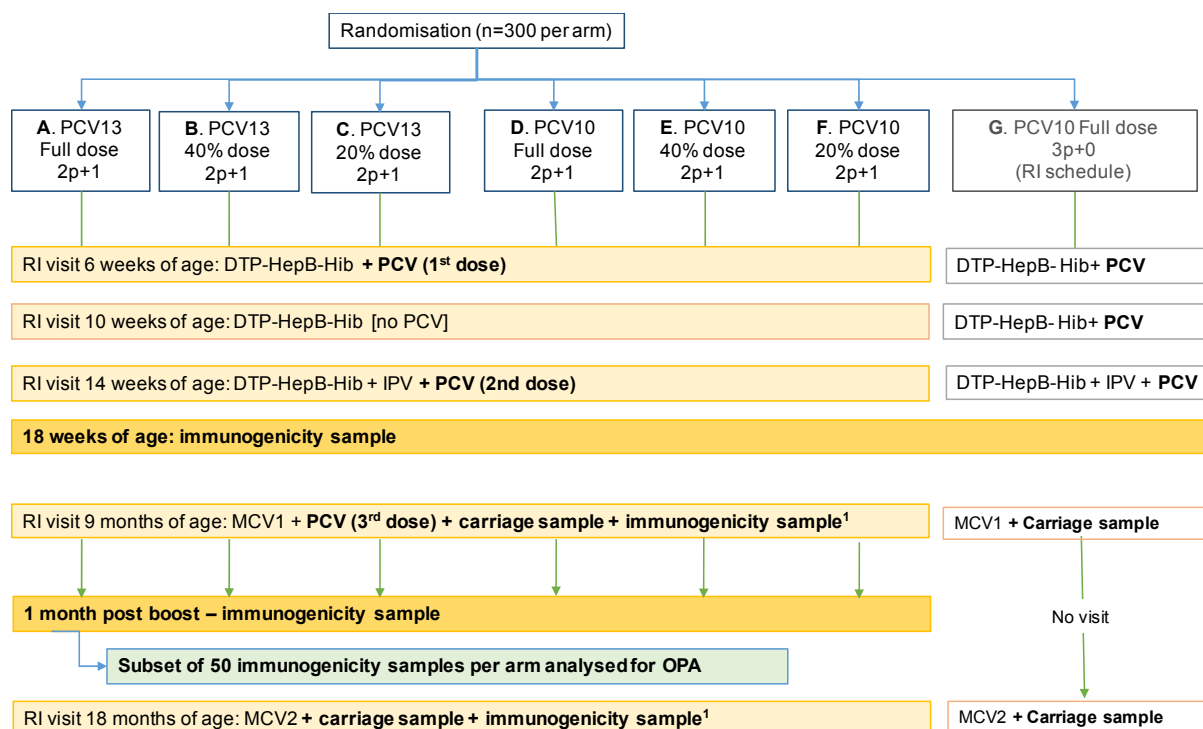 Randomisation (n=300 per arm)
A. PCV13
Full dose
2p+1
B. PCV13
40% dose
2p+1
C. PCV13
20% dose
2p+1
D. PCV10
Full dose
2p+1
E. PCV10
40% dose
2p+1
F. PCV10
20% dose
2p+1
G. PCV10 Full dose
3p+0
(RI schedule)
RI visit 6 weeks of age: DTP-HepB-Hib + PCV (1st dose)
DTP-HepB- Hib+ PCV
RI visit 10 weeks of age: DTP-HepB-Hib [no PCV]
DTP-HepB- Hib+ PCV
RI visit 14 weeks of age: DTP-HepB-Hib + IPV + PCV (2nd dose)
DTP-HepB-Hib + IPV + PCV
18 weeks of age: immunogenicity sample
RI visit 9 months of age: MCV1 + PCV (3rd dose) + carriage sample + immunogenicity sample1
MCV1 + Carriage sample
1 month post boost – immunogenicity sample
No visit
Subset of 50 immunogenicity samples per arm analysed for OPA
RI visit 18 months of age: MCV2 + carriage sample + immunogenicity sample1
MCV2 + Carriage sample